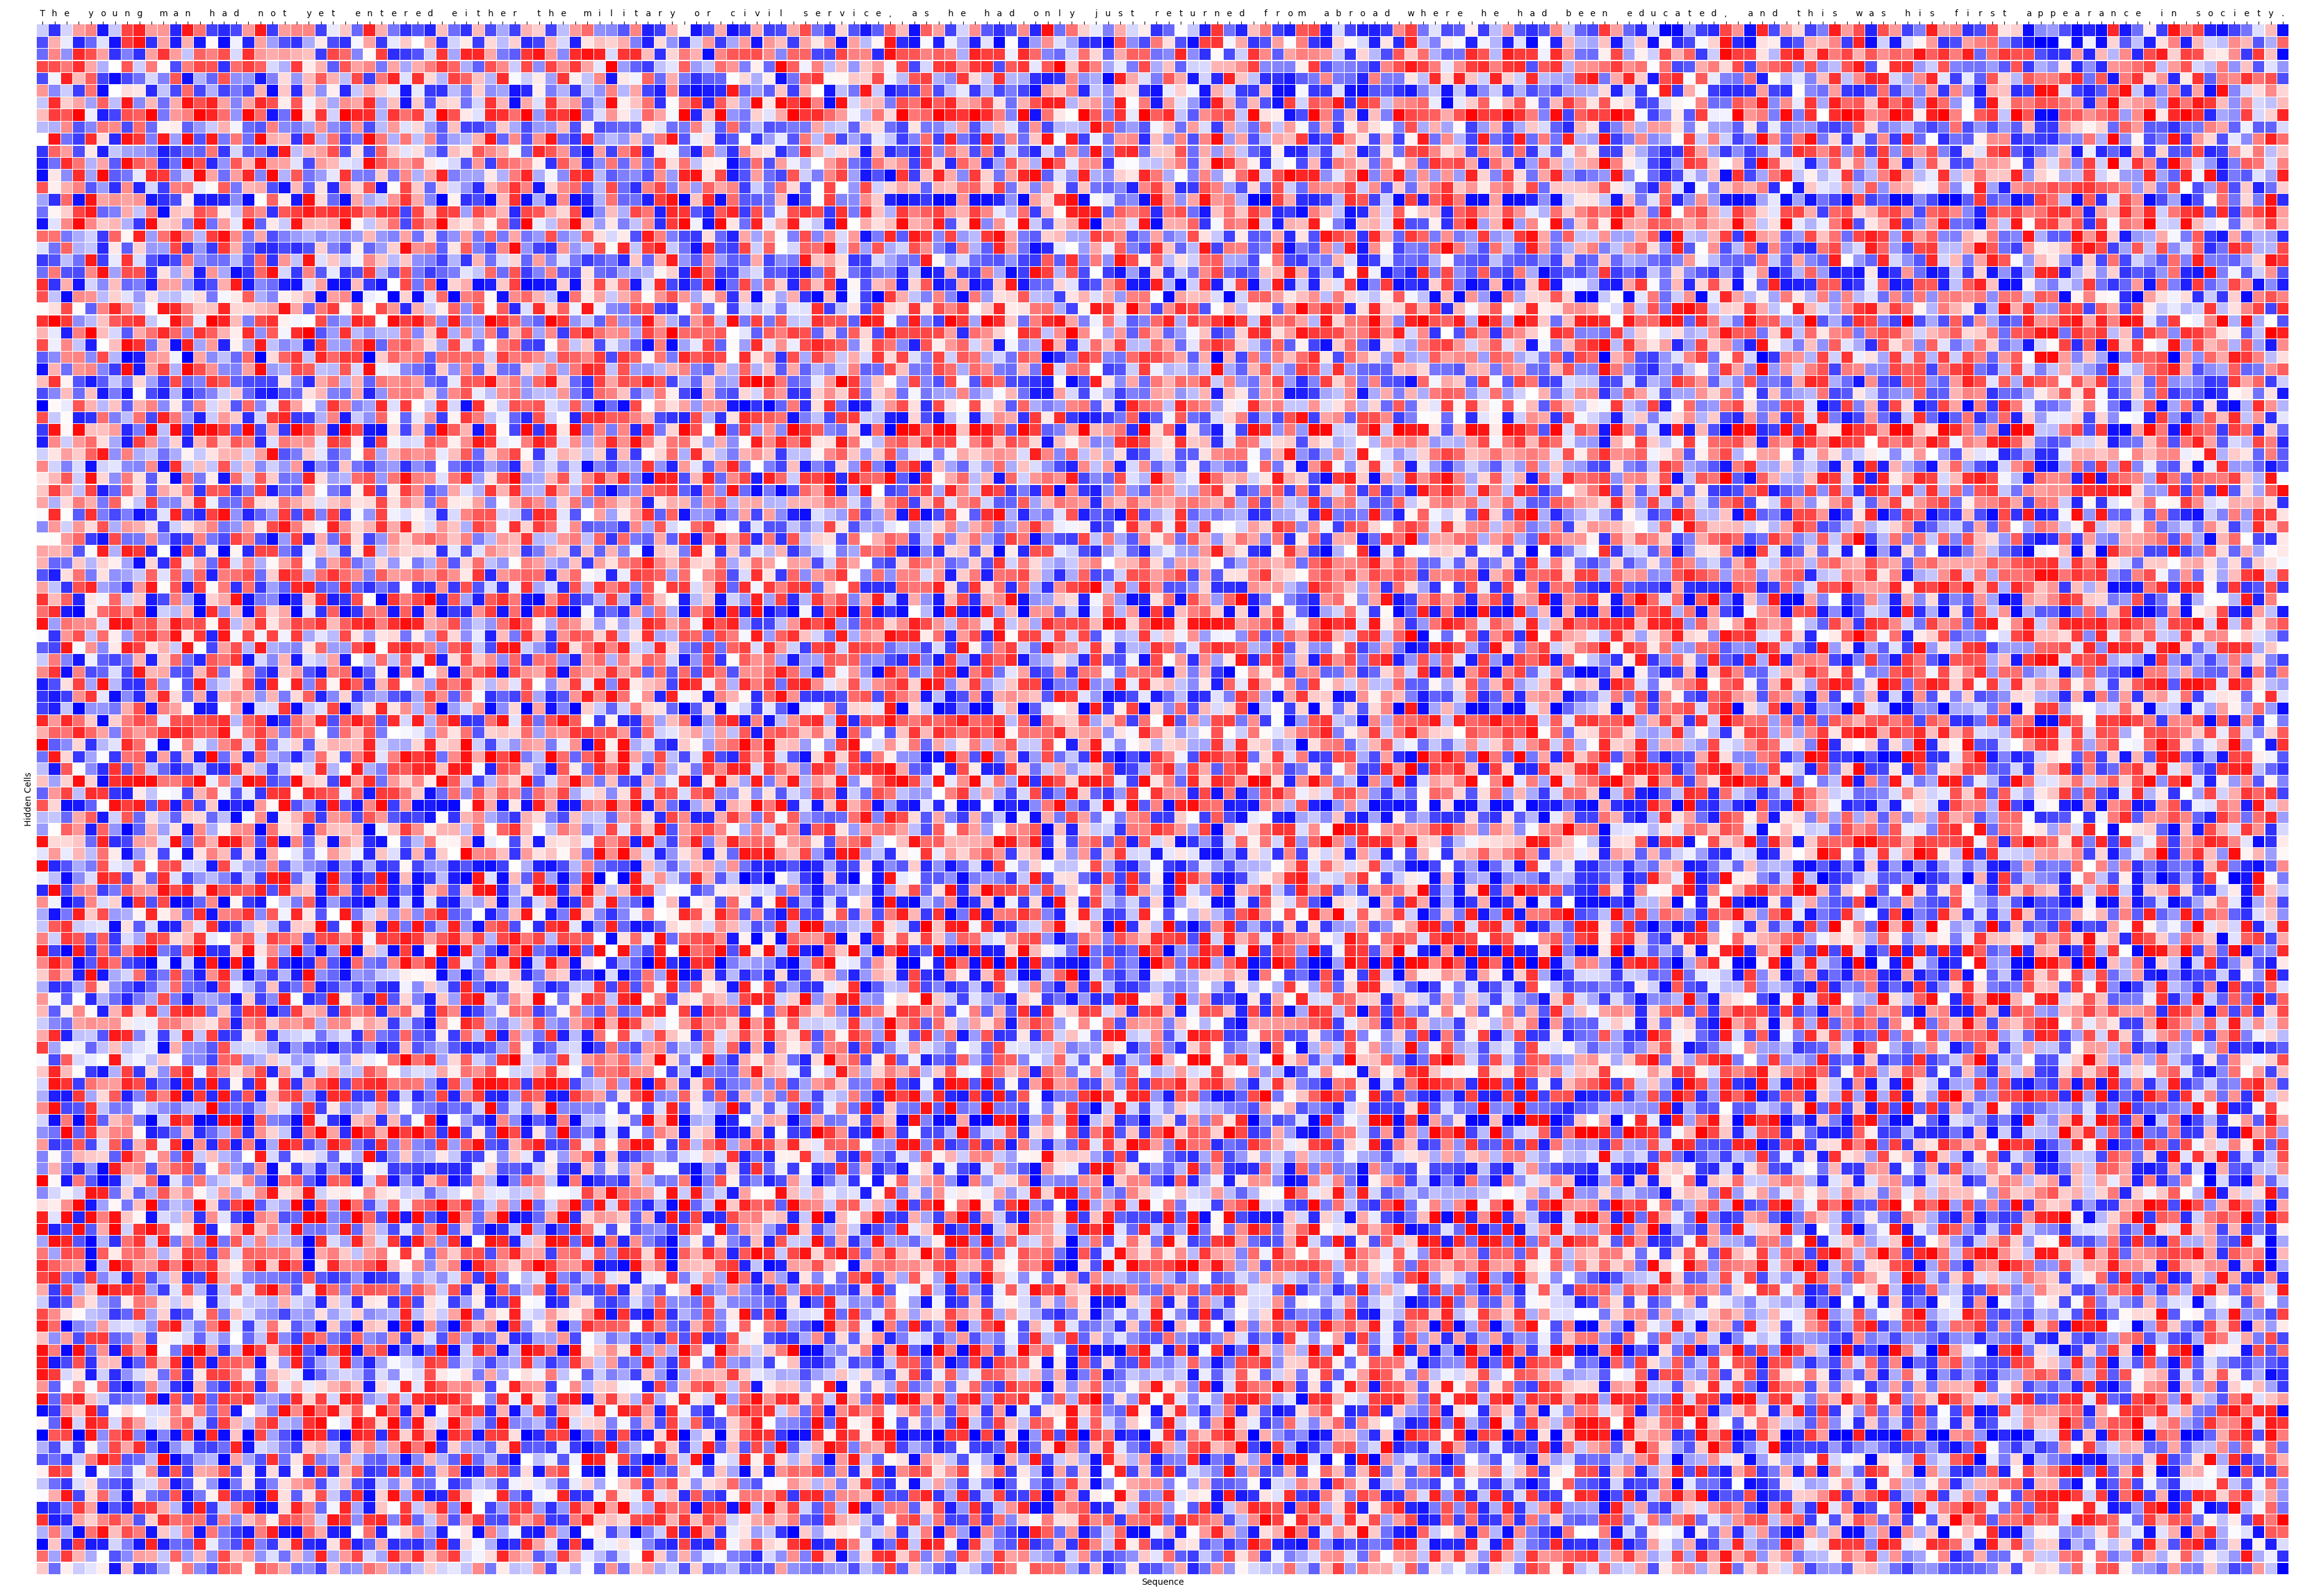 The young man had not yet entered either the military or civil service, as he had only just returned from abroad where he had been educated, and this was his first appearance in society.
Hidden Cells
Sequence